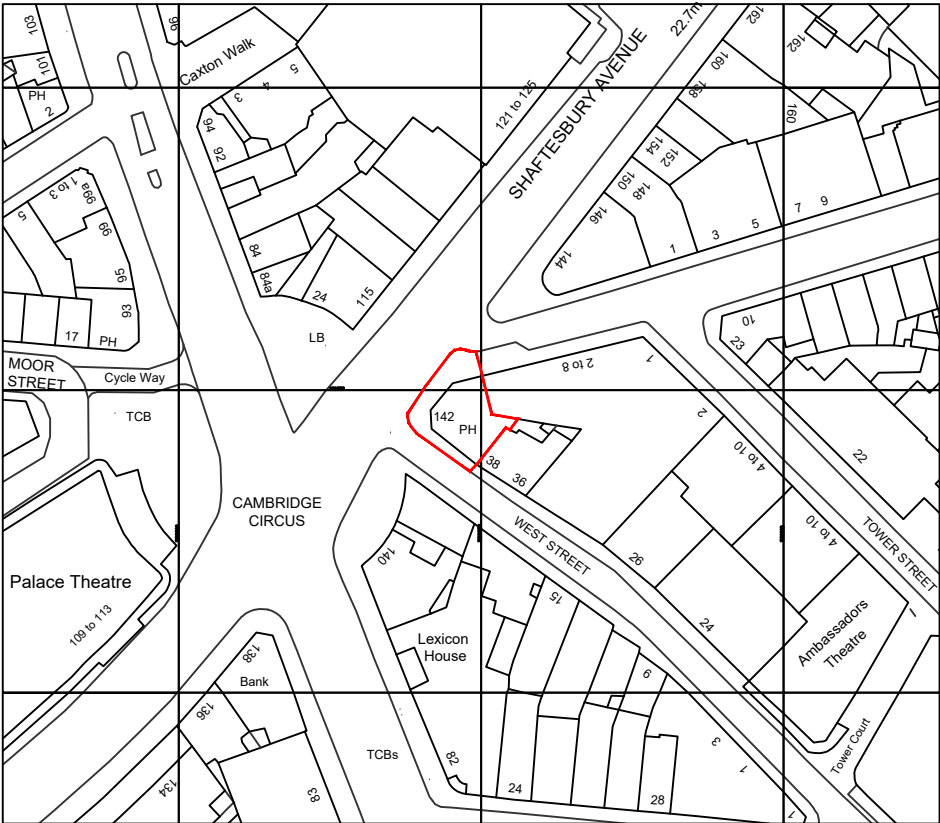 103
96
Caxton Walk
22.7m
162
162
101
PH
2
3
4
5
121 to 125
SHAFTESBURY AVENUE
160
158
160
94
92
154
152
150
148
146
144
1
3
5
7
9
5
1 to 3
99a
99
95
93
84
84a
24
115
17
PH
LB
10
23
2 to 8
1
MOOR
STREET
Cycle Way
TCB
142
PH
2
38
36
4 to 10
22
CAMBRIDGE
CIRCUS
WEST STREET
4 to 10
TOWER STREET
140
26
Palace Theatre
109 to 113
15
24
Ambassadors
Theatre
Lexicon
House
138
Bank
9
136
134
83
TCBs
82
24
28
3
1
1
Tower Court